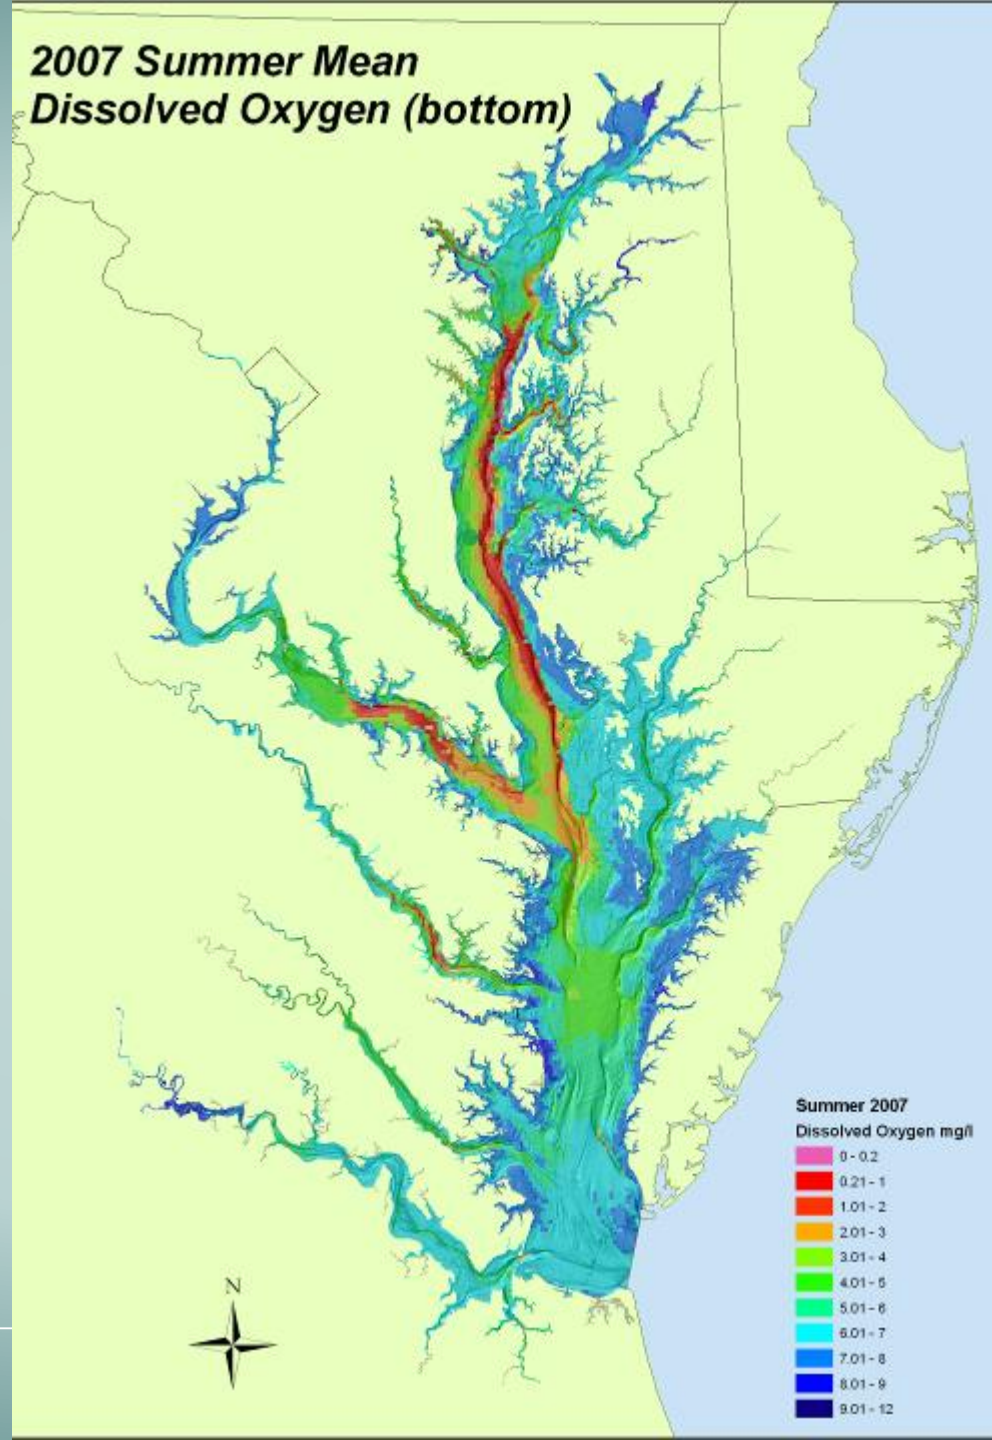 2007 Summer Mean
Dissolved Oxygen (bottom)
N
Summer 2007
Dissolved Oxygen mg/l
0 - 0.2
0.21 - 1
1.01 - 2
2.01 - 3
3.01 - 4
4.01 - 5
5.01 - 6
6.01 - 7
7.01 - 8
8.01 - 9
9.01 - 12